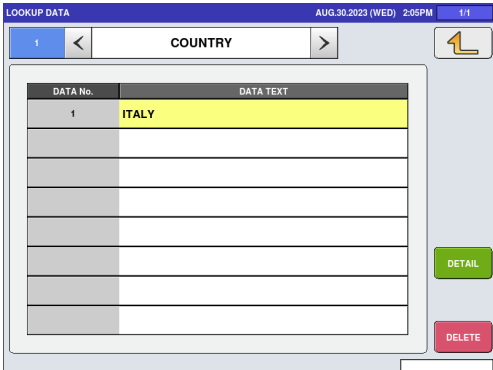 LOOKUP DATA AUG.30.2023 (WED) 2:05PM 1/1
1 COUNTRY
DATA No. DATA TEXT
1 ITALY
DETAIL
DELETE